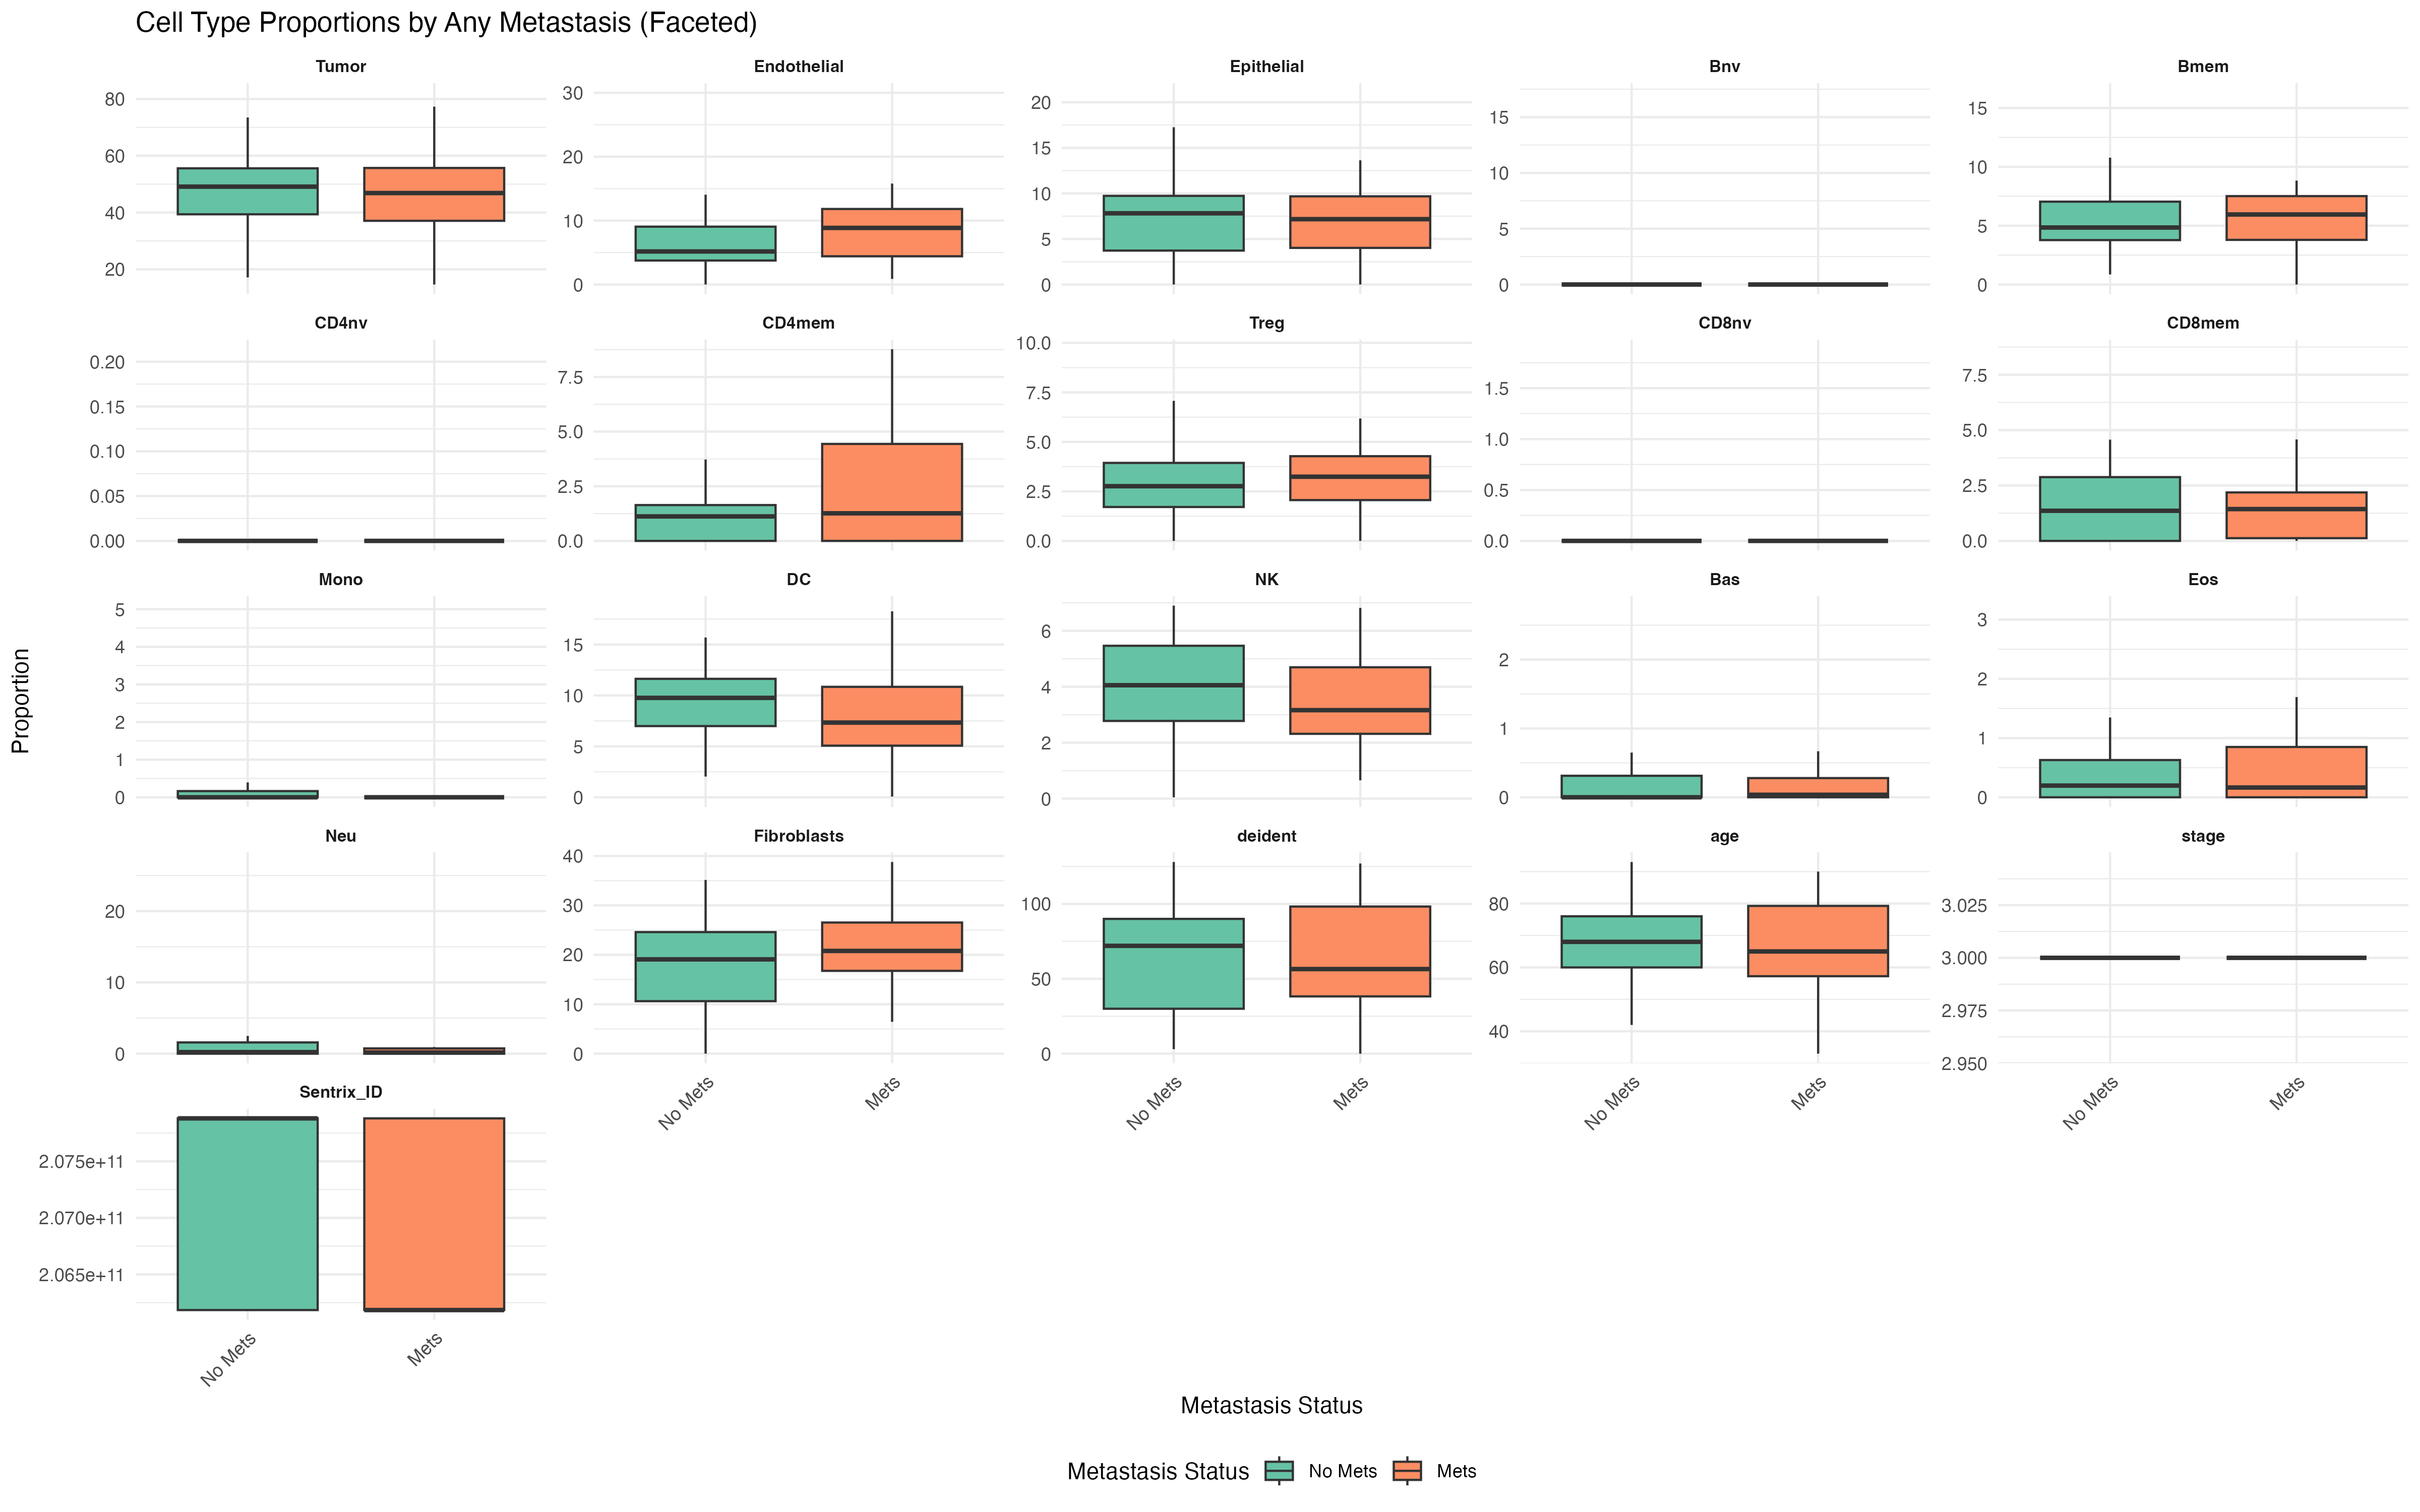 Cell Type Proportions by Any Metastasis (Faceted)
Tumor Endothelial Epithelial Bnv Bmem
80 60 40 20
30 20 10 0
20 15 10 5 0
15 10 5 0
15 10 5 0
CD4nv CD4mem Treg CD8nv CD8mem
0.20 0.15 0.10 0.05 0.00
7.5 5.0 2.5 0.0
10.0 7.5 5.0 2.5 0.0
1.5 1.0 0.5 0.0
7.5 5.0 2.5 0.0
Mono DC NK Bas Eos
5 4 3 2 1 0
15 10 5 0
6 4 2 0
2 1 0
3 2 1 0
Neu Fibroblasts deident age stage
20 10 0
40 30 20 10 0
100 50 0
80 60 40
3.025 3.000 2.975 2.950
No Mets Mets No Mets Mets No Mets Mets No Mets Mets
Sentrix_ID
2.075e+11 2.070e+11 2.065e+11
No Mets Mets
Proportion
Metastasis Status
Metastasis Status No Mets Mets